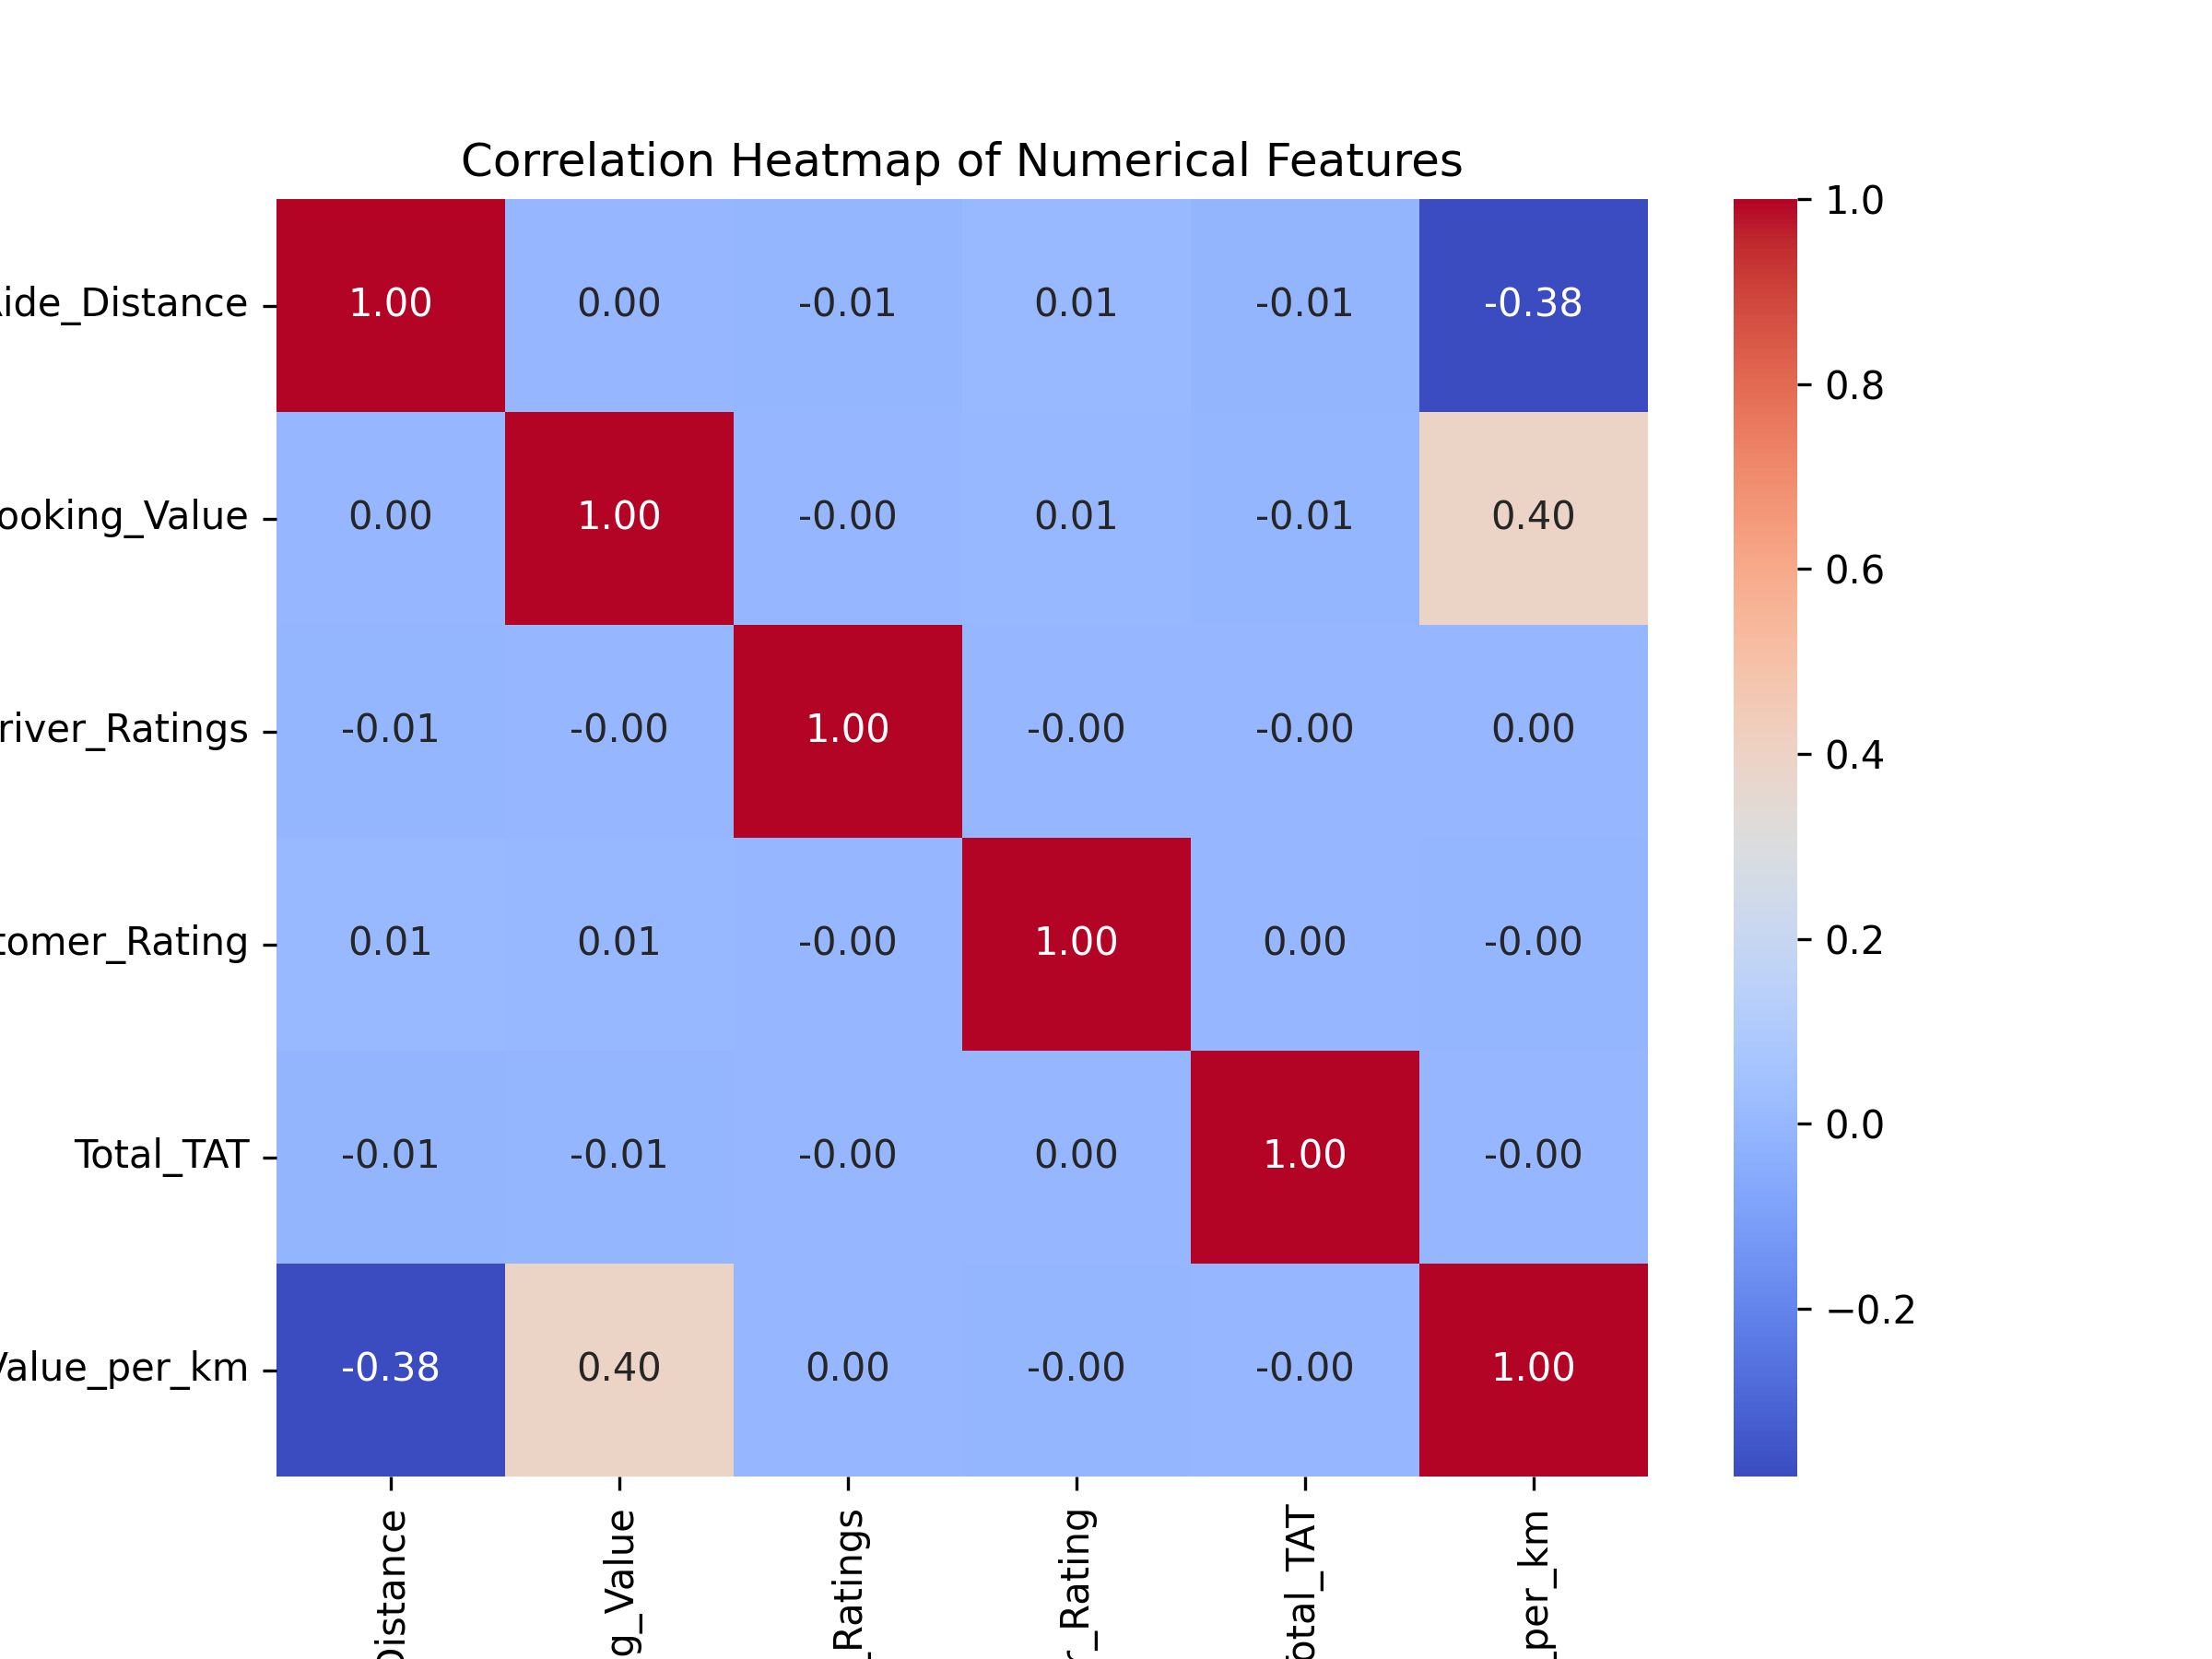 Correlation Heatmap of Numerical Features
ide_Distance 1.00 0.00 -0.01 0.01 -0.01 -0.38
ooking_Value 0.00 1.00 -0.00 0.01 -0.01 0.40
river_Ratings -0.01 -0.00 1.00 -0.00 -0.00 0.00
tomer_Rating 0.01 0.01 -0.00 1.00 0.00 -0.00
Total_TAT -0.01 -0.01 -0.00 0.00 1.00 -0.00
Value_per_km -0.38 0.40 0.00 -0.00 -0.00 1.00
Distance
g_Value
_Ratings
r_Rating
otal_TAT
_per_km
1.0
0.8
0.6
0.4
0.2
0.0
−0.2